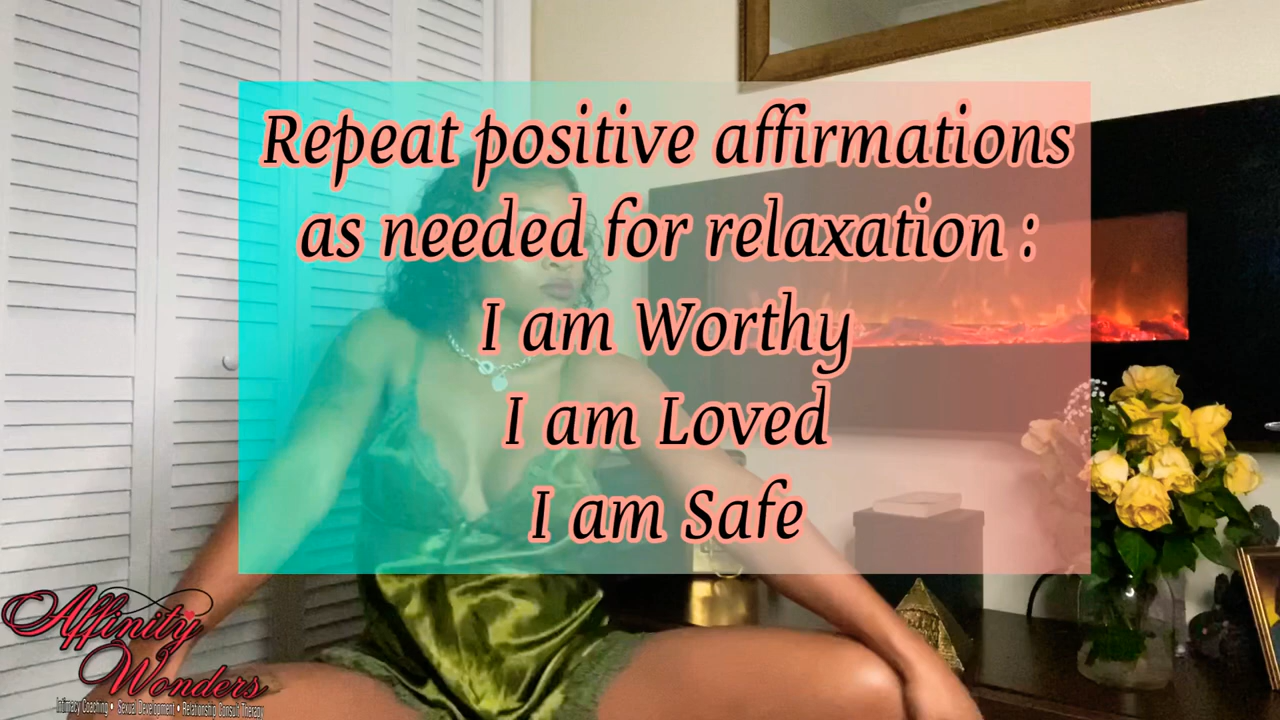 Repeat positive affirmations
as needed for relaxation :
I am Worthy
I am Loved
I am Safe
Affinity
Wonders
Intimacy Coaching • Sexual Development • Relationship Consult Therapy